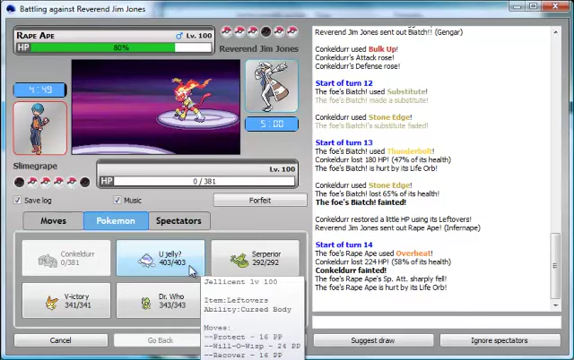 Battling against Reverend Jim Jones
Rape Ape
Lv. 100
HP
80%
Reverend Jim Jones
4:49
5:00
Slimegrape
Lv. 100
HP
0/381
Save log
Music
Forfeit
Moves
Pokemon
Spectators
Conkeldurr
0/381
U jelly?
403/403
Serperior
292/292
V-ictory
341/341
Dr. Who
343/343
Cancel
Go Back
Jellicent lv 100
Item:Leftovers
Ability:Cursed Body
Moves:
--Protect - 16 PP
--Will-O-Wisp - 24 PP
--Recover - 16 PP
Reverend Jim Jones sent out Biatch!! (Gengar)
Conkeldurr used Bulk Up!
Conkeldurr's Attack rose!
Conkeldurr's Defense rose!
Start of turn 12
The foe's Biatch! used Substitute!
The foe's Biatch! made a substitute!
Conkeldurr used Stone Edge!
The foe's Biatch!'s substitute faded!
Start of turn 13
The foe's Biatch! used Thunderbolt!
Conkeldurr lost 180 HP! (47% of its health)
The foe's Biatch! is hurt by its Life Orb!
Conkeldurr used Stone Edge!
The foe's Biatch! lost 65% of its health!
The foe's Biatch! fainted!
Conkeldurr restored a little HP using its Leftovers!
Reverend Jim Jones sent out Rape Ape! (Infernape)
Start of turn 14
The foe's Rape Ape used Overheat!
Conkeldurr lost 224 HP! (58% of its health)
Conkeldurr fainted!
The foe's Rape Ape's Sp. Att. sharply fell!
The foe's Rape Ape is hurt by its Life Orb!
Suggest draw
Ignore spectators